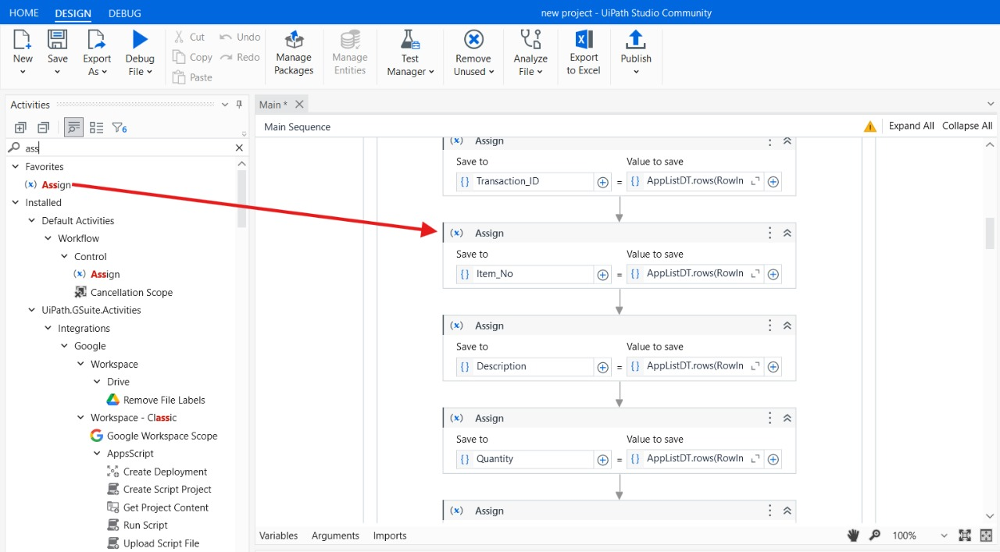 HOME DESIGN DEBUG new project - UiPath Studio Community
New Save Export As Debug File Cut Copy Paste Undo Redo Manage Packages Manage Entities Test Manager Remove Unused Analyze File Export to Excel Publish
Activities
6
ass
Favorites
Assign
Installed
Default Activities
Workflow
Control
Assign
Cancellation Scope
UiPath.GSuite.Activities
Integrations
Google
Workspace
Drive
Remove File Labels
Workspace - Classic
Google Workspace Scope
AppsScript
Create Deployment
Create Script Project
Get Project Content
Run Script
Upload Script File
Main *
Main Sequence Expand All Collapse All
(x) Assign
Save to Value to save
{} Transaction_ID = {} AppListDT.rows(RowIn
(x) Assign
Save to Value to save
{} Item_No = {} AppListDT.rows(RowIn
(x) Assign
Save to Value to save
{} Description = {} AppListDT.rows(RowIn
(x) Assign
Save to Value to save
{} Quantity = {} AppListDT.rows(RowIn
(x) Assign
Variables Arguments Imports 100%